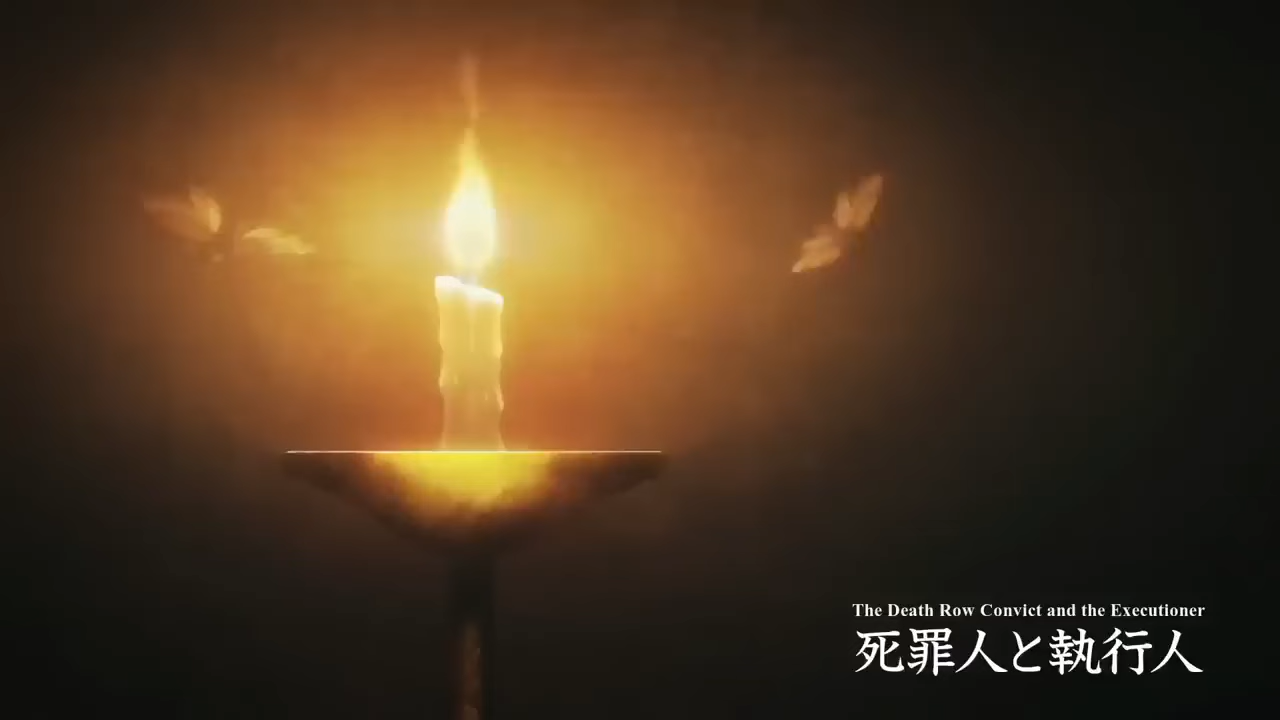 The Death Row Convict and the Executioner
死罪人と執行人